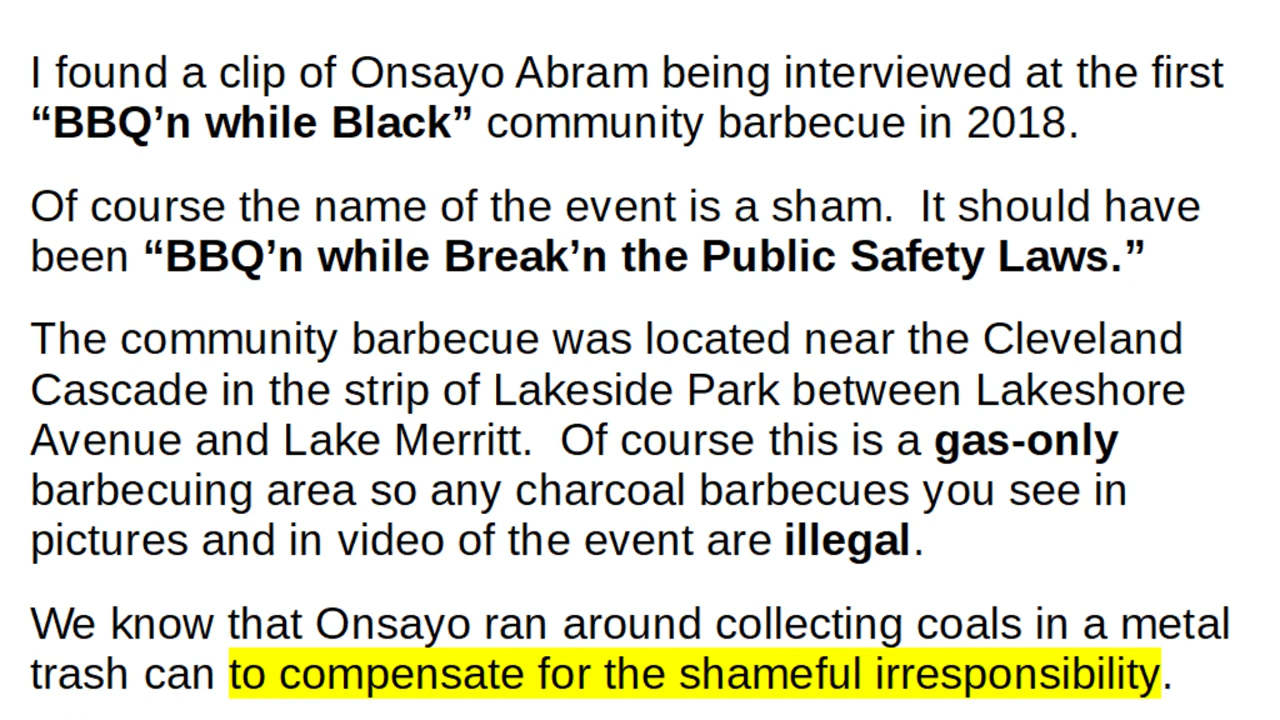 I found a clip of Onsayo Abram being interviewed at the first
“BBQ’n while Black” community barbecue in 2018.
Of course the name of the event is a sham.  It should have
been “BBQ’n while Break’n the Public Safety Laws.”
The community barbecue was located near the Cleveland
Cascade in the strip of Lakeside Park between Lakeshore
Avenue and Lake Merritt.  Of course this is a gas-only
barbecuing area so any charcoal barbecues you see in
pictures and in video of the event are illegal.
We know that Onsayo ran around collecting coals in a metal
trash can to compensate for the shameful irresponsibility.